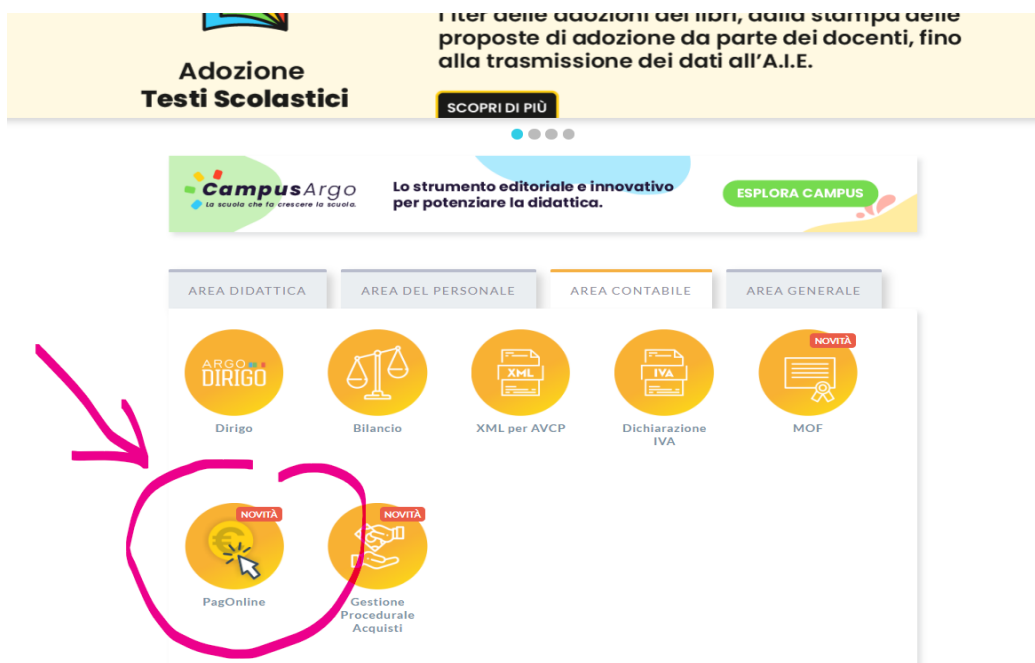 l'iter delle adozioni dei libri, dalla stampa delle
proposte di adozione da parte dei docenti, fino
alla trasmissione dei dati all'A.I.E.
Adozione
Testi Scolastici
SCOPRI DI PIÙ
CampusArgo
La scuola che fa crescere la scuola.
Lo strumento editoriale e innovativo
per potenziare la didattica.
ESPLORA CAMPUS
AREA DIDATTICA
AREA DEL PERSONALE
AREA CONTABILE
AREA GENERALE
ARGO
DIRIGO
Dirigo
Bilancio
XML
XML per AVCP
IVA
Dichiarazione
IVA
NOVITÀ
MOF
NOVITÀ
€
PagOnline
NOVITÀ
Gestione
Procedurale
Acquisti